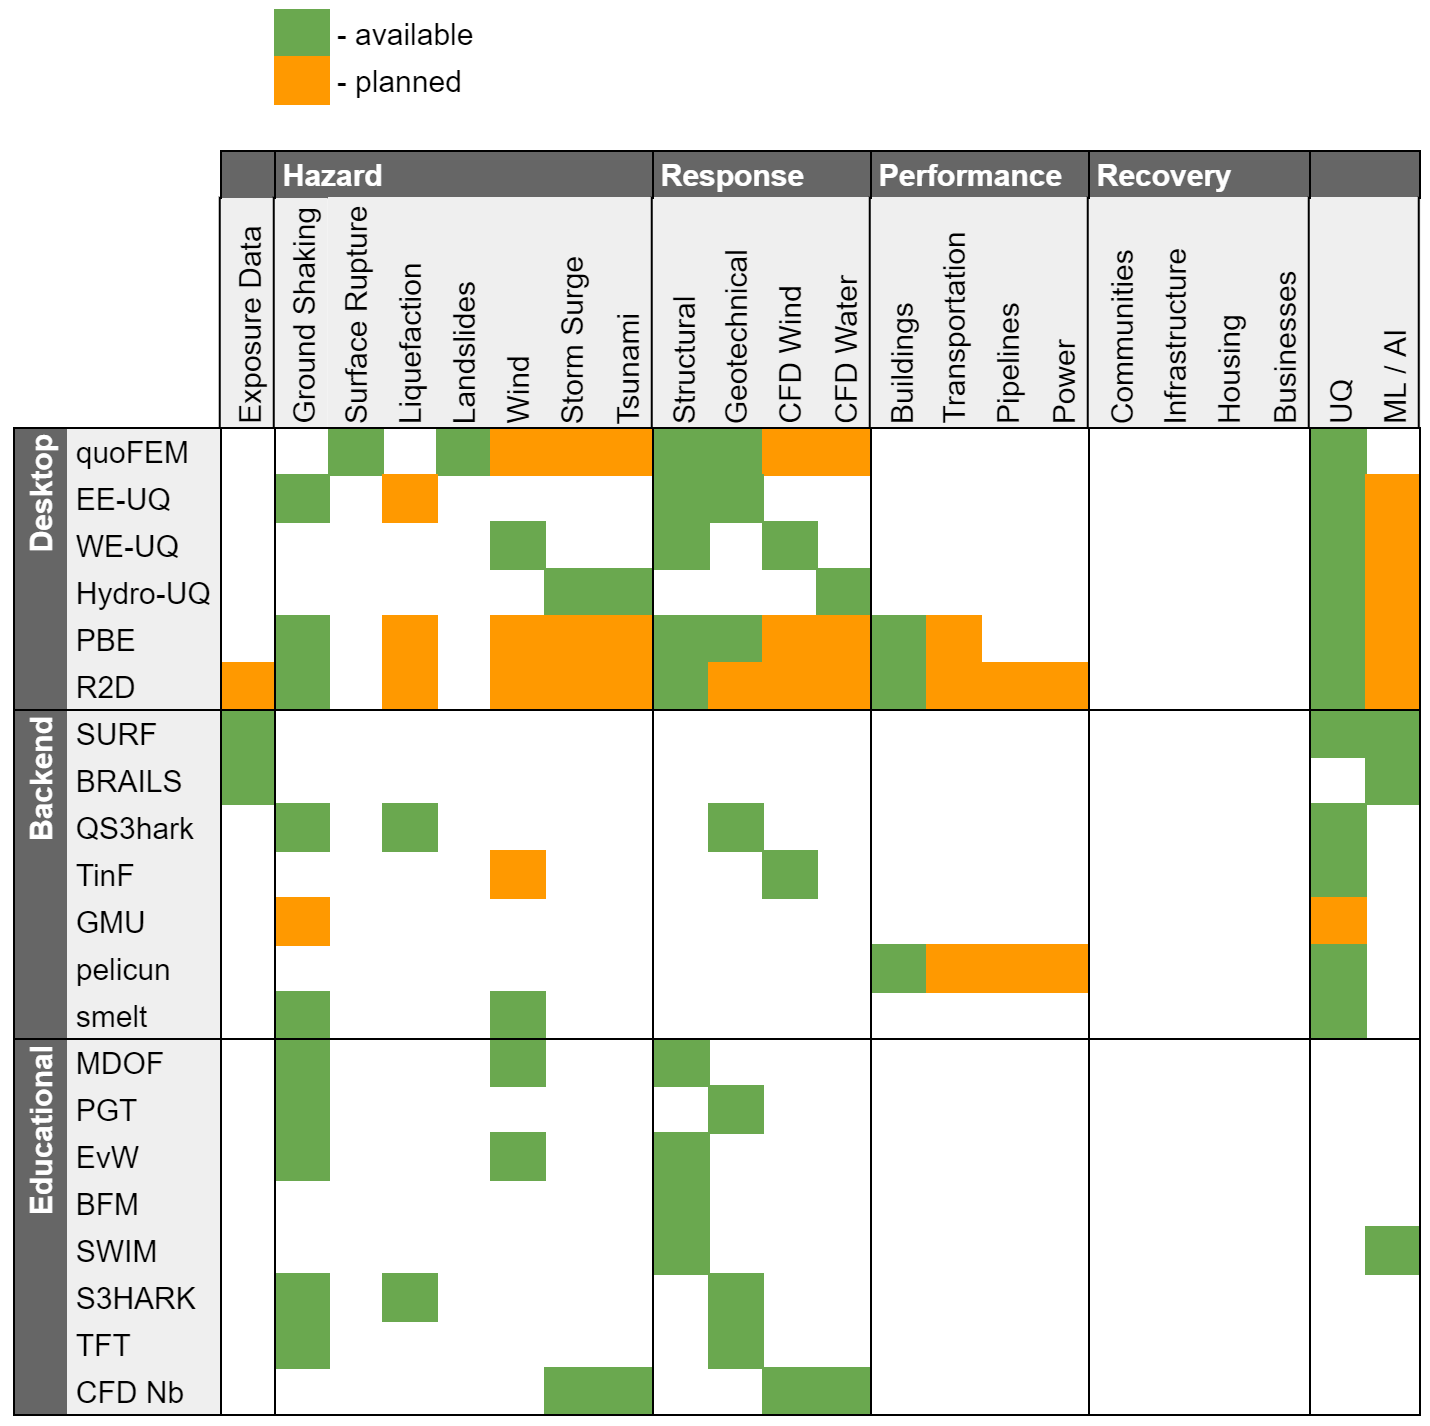 - available
- planned
Hazard Response Performance Recovery
Exposure Data
Ground Shaking
Surface Rupture
Liquefaction
Landslides
Wind
Storm Surge
Tsunami
Structural
Geotechnical
CFD Wind
CFD Water
Buildings
Transportation
Pipelines
Power
Communities
Infrastructure
Housing
Businesses
UQ
ML / AI
Desktop
quoFEM
EE-UQ
WE-UQ
Hydro-UQ
PBE
R2D
Backend
SURF
BRAILS
QS3hark
TinF
GMU
pelicun
smelt
Educational
MDOF
PGT
EvW
BFM
SWIM
S3HARK
TFT
CFD Nb